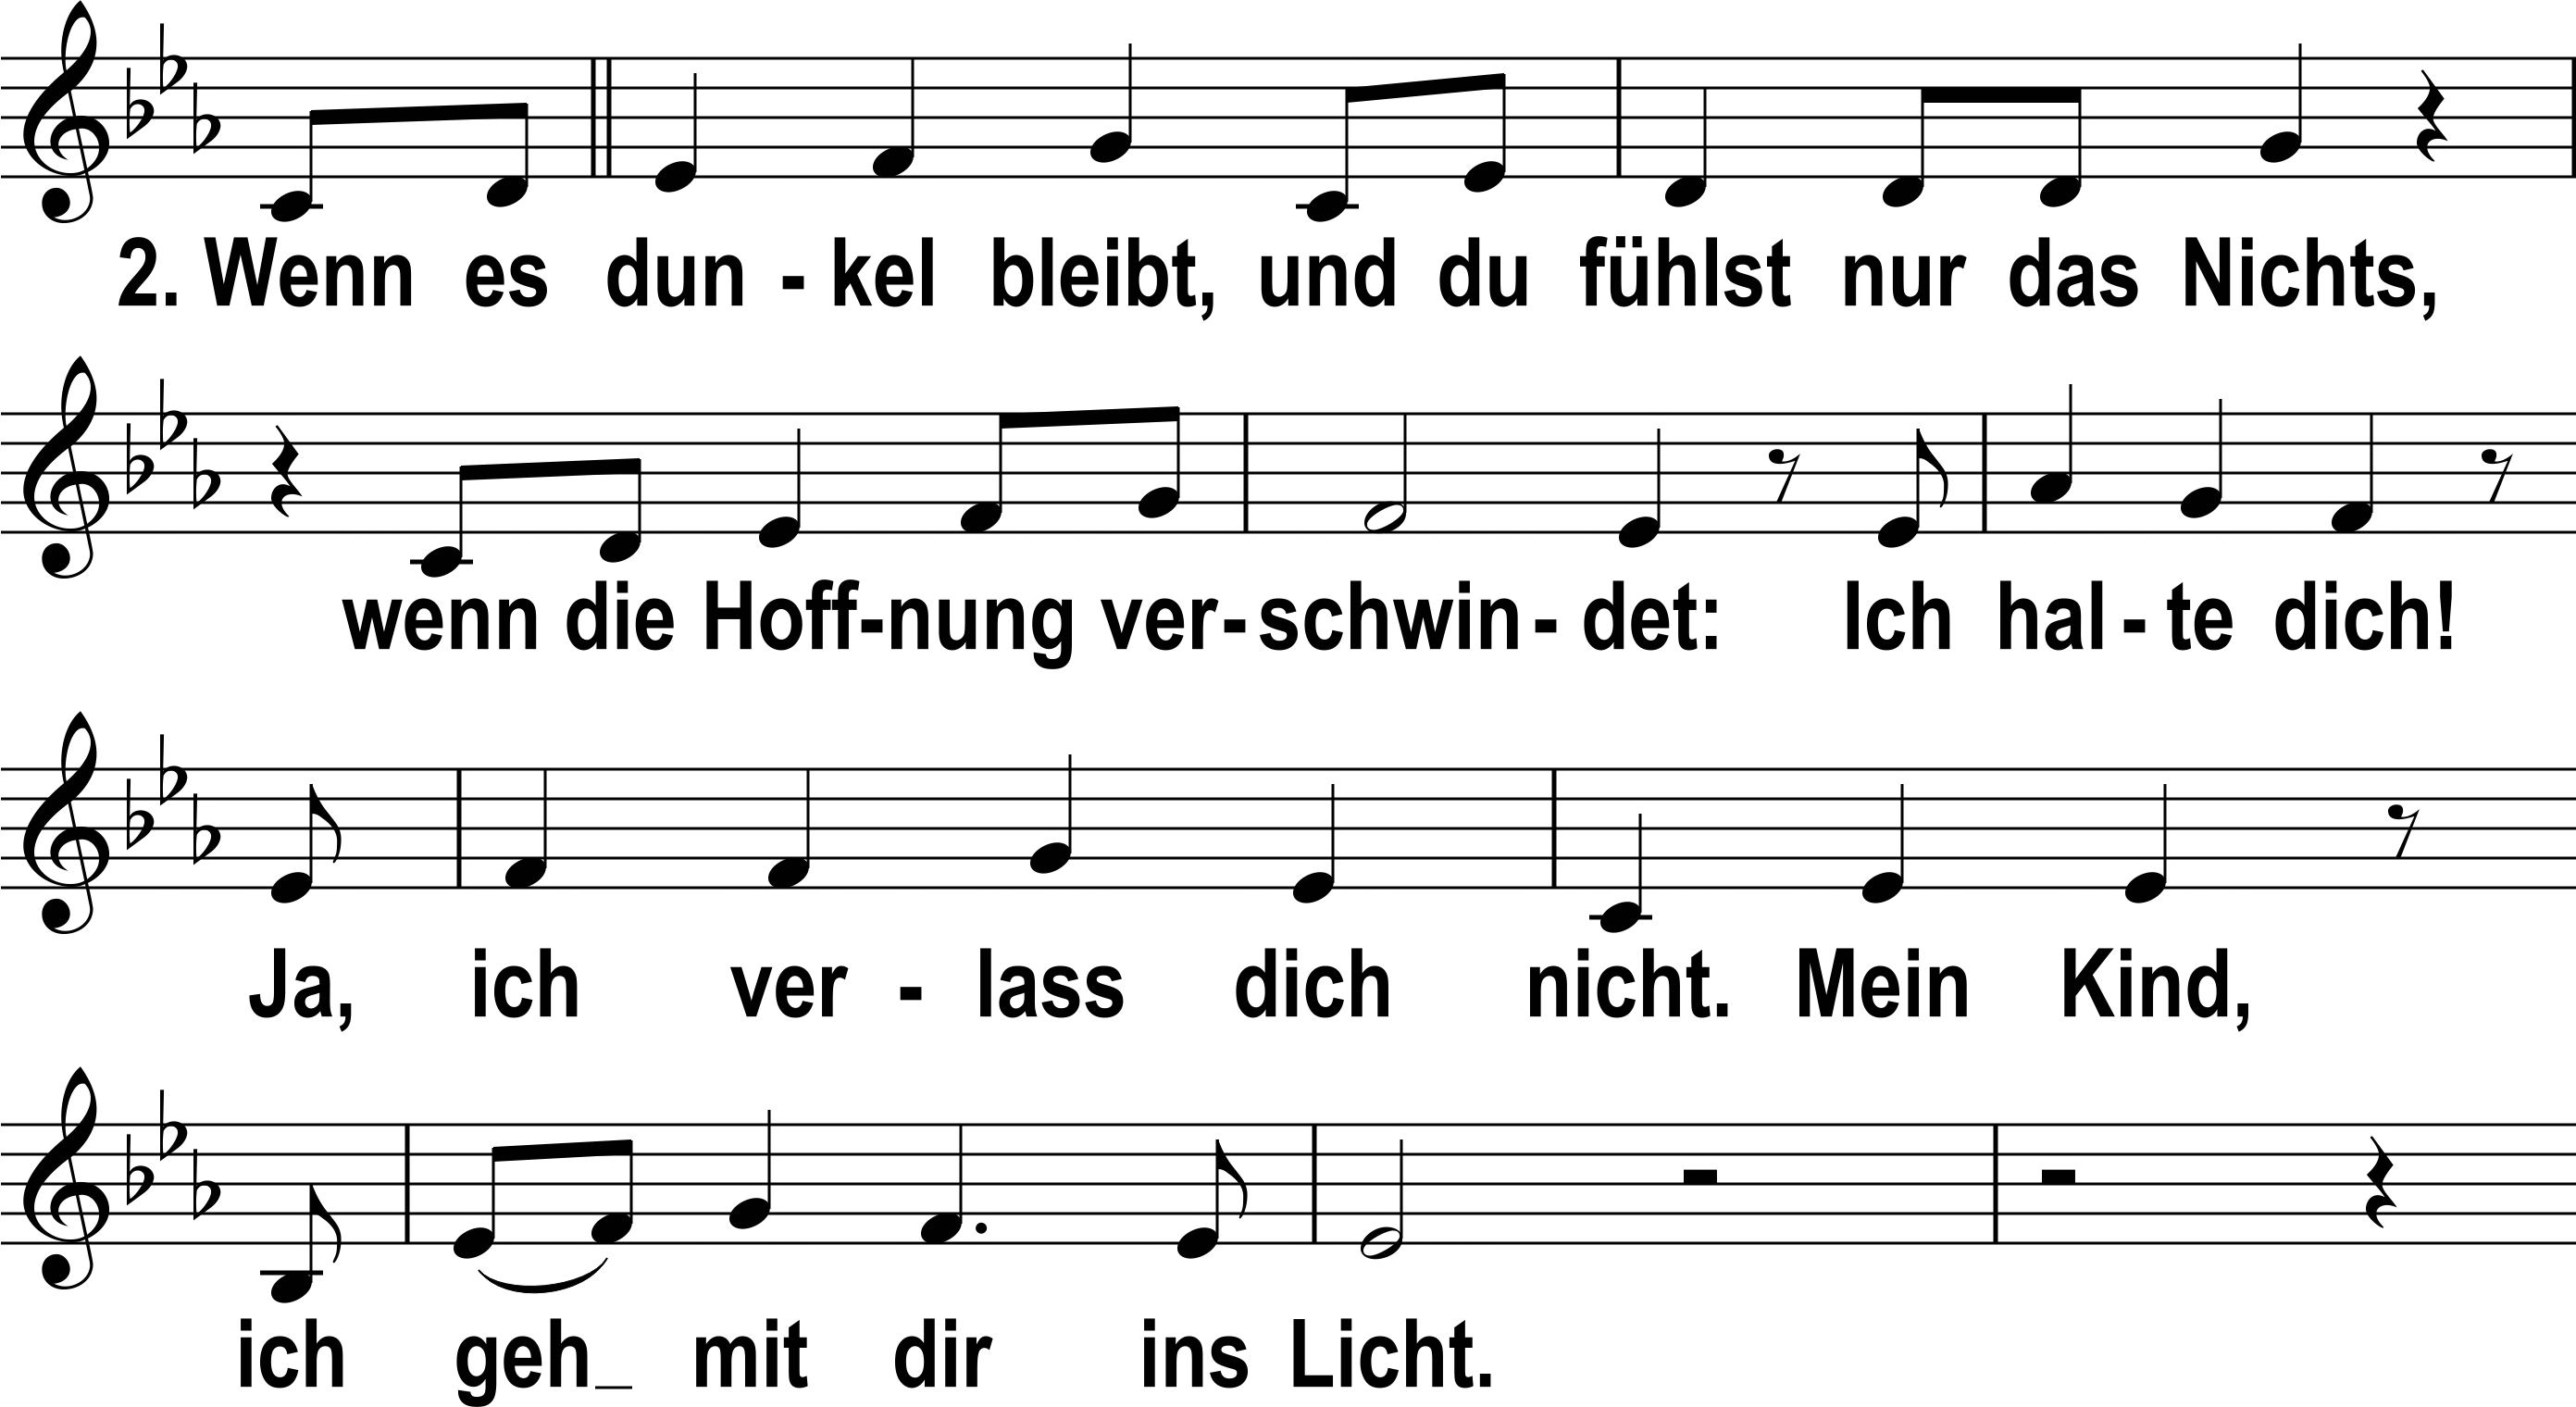 2. Wenn es dun - kel bleibt, und du fühlst nur das Nichts,
wenn die Hoff-nung ver-schwin - det: Ich hal - te dich!
Ja, ich ver - lass dich nicht. Mein Kind,
ich geh_ mit dir ins Licht.